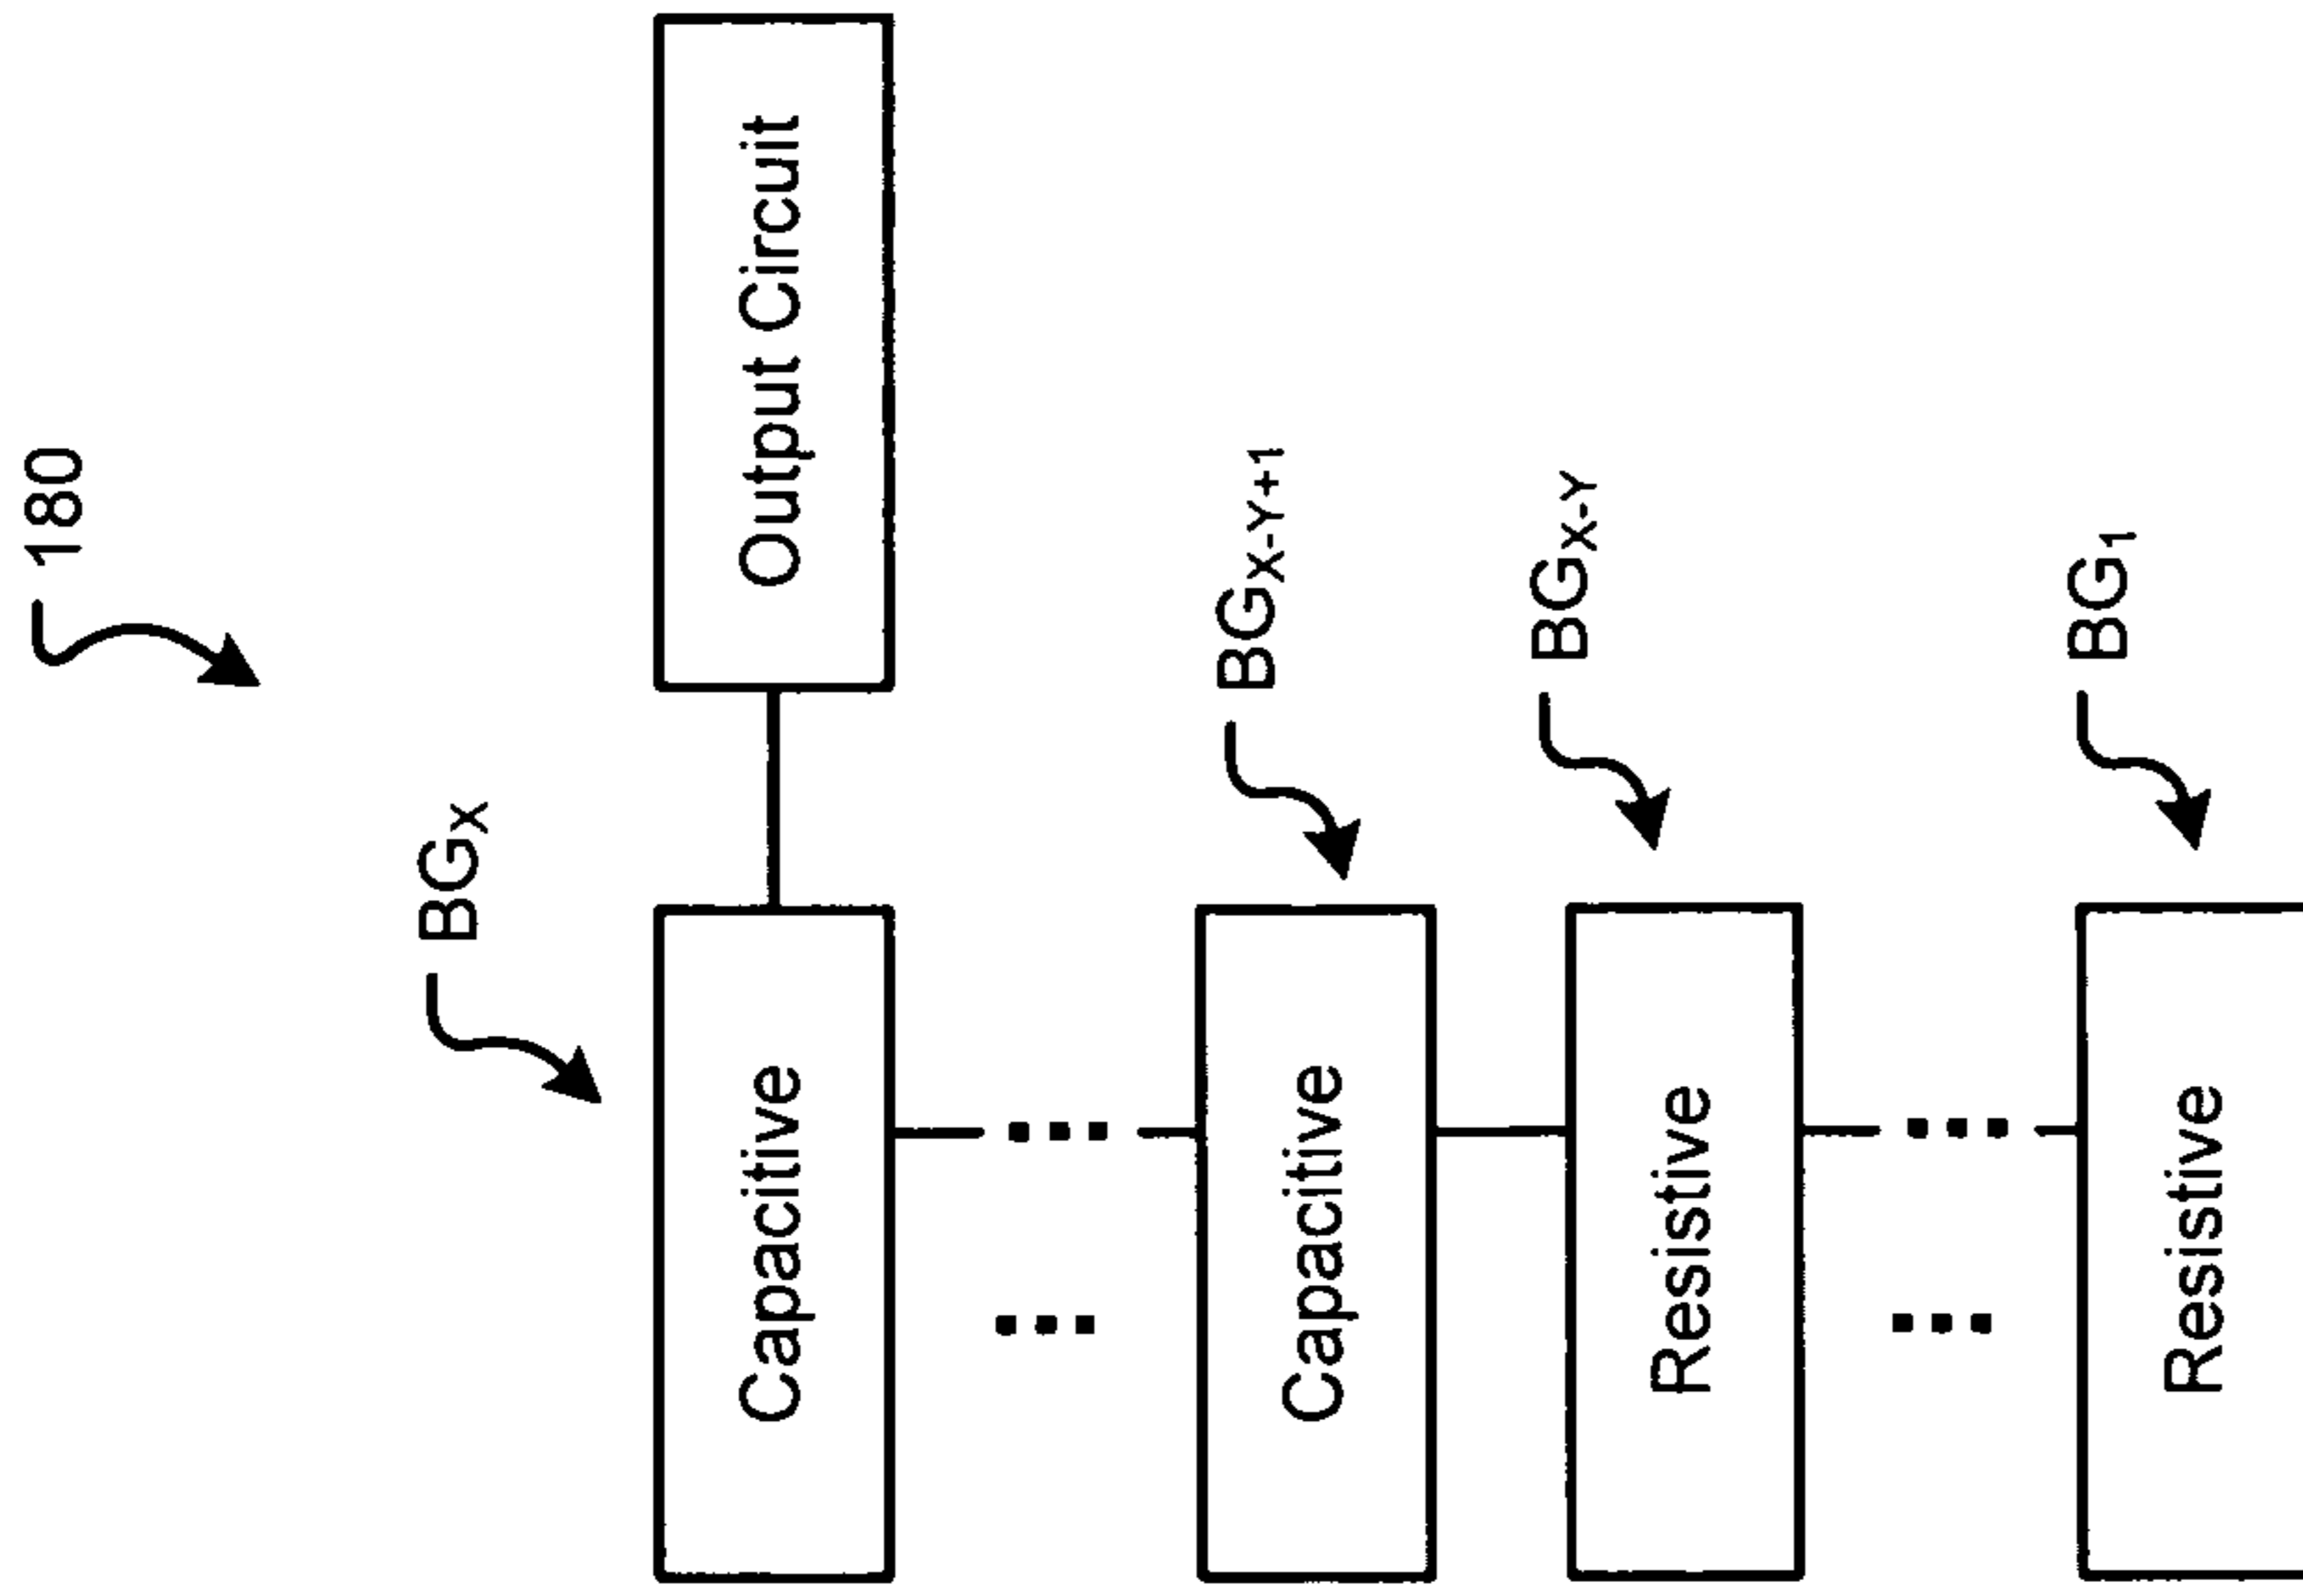 180
Output Circuit
BGX
BGX-Y+1
BGX-Y
BG1
Capacitive
Capacitive
Resistive
Resistive